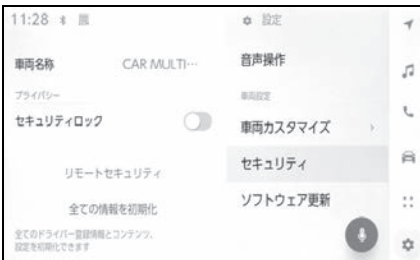 11:28
車両名称
CAR MULTI…
プライバシー
セキュリティロック
リモートセキュリティ
全ての情報を初期化
全てのドライバー登録情報とコンテンツ、
設定を初期化できます
設定
音声操作
車両設定
車両カスタマイズ
セキュリティ
ソフトウェア更新